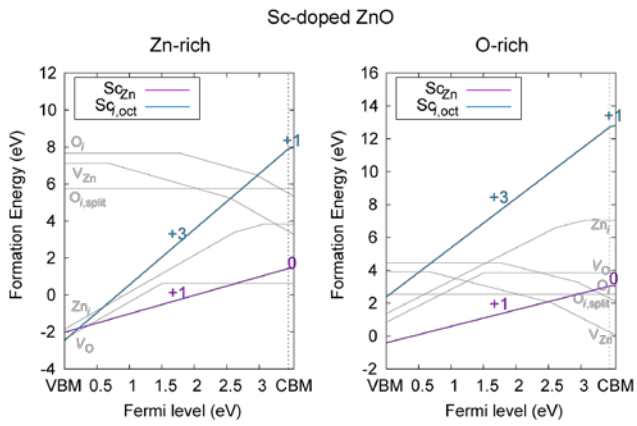 Sc-doped ZnO
Zn-rich
12
10
8
6
4
2
0
-2
-4
Formation Energy (eV)
Sc_Zn
Sc_i,oct
O_i
V_Zn
O_i,split
Zn_i
V_O
+3
+1
+1
0
VBM 0.5 1 1.5 2 2.5 3 CBM
Fermi level (eV)
O-rich
16
14
12
10
8
6
4
2
0
-2
Formation Energy (eV)
Sc_Zn
Sc_i,oct
+1
+3
Zn_i
V_O
O_i
0
O_i,split
+1
V_Zn
VBM 0.5 1 1.5 2 2.5 3 CBM
Fermi level (eV)